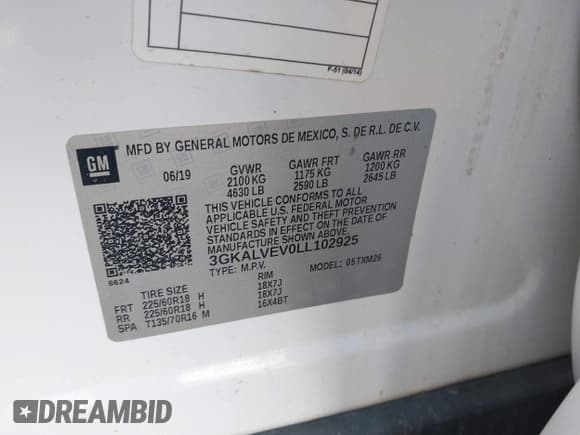 F-51 (04/14)
GM
MFD BY GENERAL MOTORS DE MEXICO, S. DE R.L. DE C.V.
06/19 GVWR GAWR FRT GAWR RR
2100 KG 1175 KG 1200 KG
4630 LB 2590 LB 2645 LB
THIS VEHICLE CONFORMS TO ALL
APPLICABLE U.S. FEDERAL MOTOR
VEHICLE SAFETY AND THEFT PREVENTION
STANDARDS IN EFFECT ON THE DATE OF
MANUFACTURE SHOWN ABOVE.
3GKALVEV0LL102925
8624 TYPE: M.P.V. MODEL: 05TXM26
TIRE SIZE RIM
FRT 225/60R18 H 18X7J
RR 225/60R18 H 18X7J
SPA T135/70R16 M 16X4BT
DREAMBID